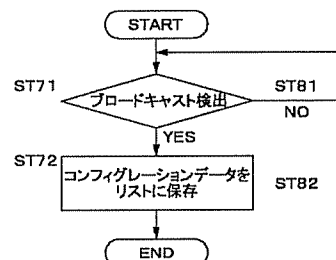 START
ST71
ブロードキャスト検出
ST81
NO
YES
ST72
コンフィグレーションデータを
リストに保存
ST82
END